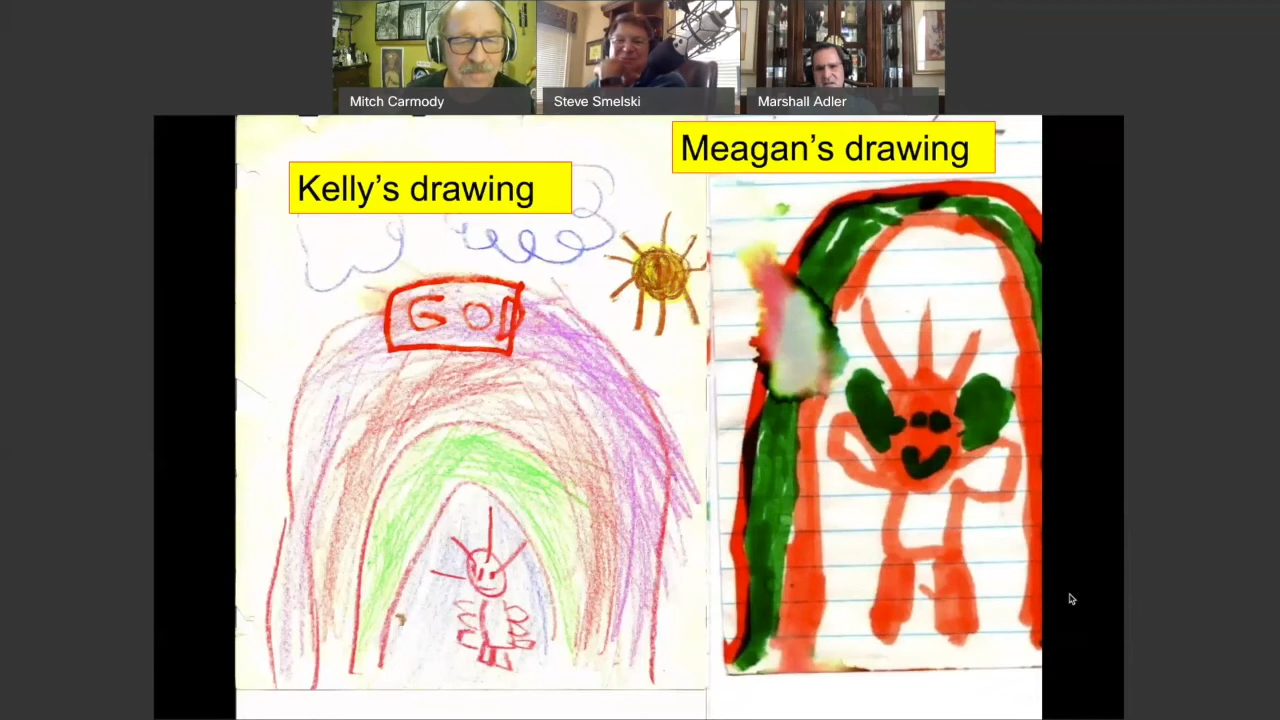 Mitch Carmody
Steve Smelski
Marshall Adler
Meagan's drawing
Kelly's drawing
GOD